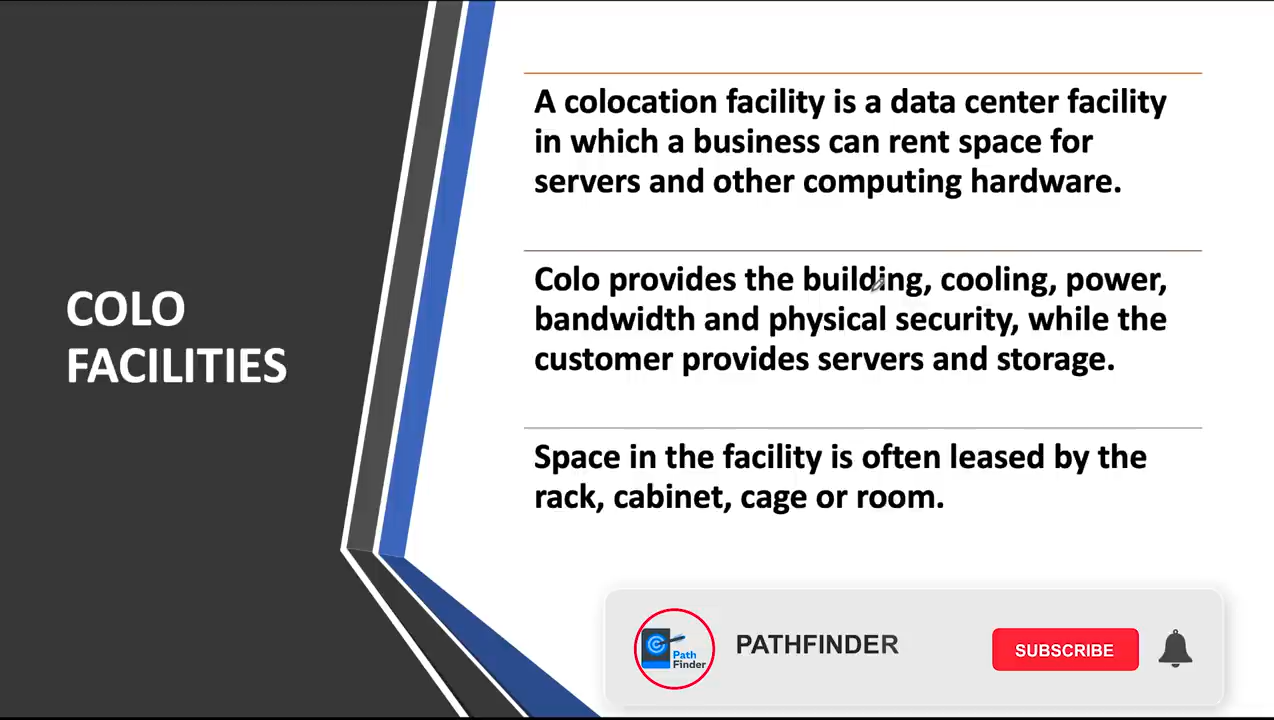 COLO
FACILITIES
A colocation facility is a data center facility
in which a business can rent space for
servers and other computing hardware.
Colo provides the building, cooling, power,
bandwidth and physical security, while the
customer provides servers and storage.
Space in the facility is often leased by the
rack, cabinet, cage or room.
Path
Finder
PATHFINDER
SUBSCRIBE